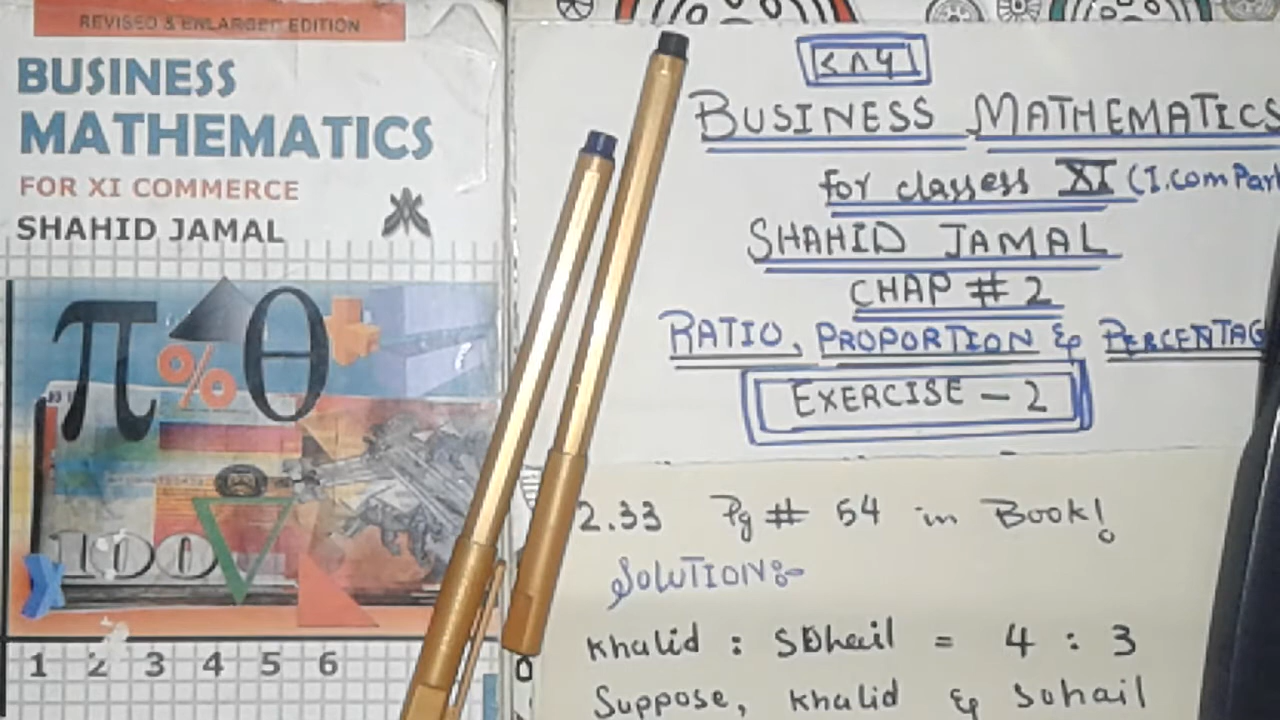 REVISED & ENLARGED EDITION
BUSINESS
MATHEMATICS
FOR XI COMMERCE
SHAHID JAMAL
π % θ
100
1 2 3 4 5 6
BUSINESS MATHEMATICS
for classess XI (I.com Part
SHAHID JAMAL
CHAP # 2
RATIO, PROPORTION & PERCENTAG
EXERCISE - 2
2.33 Pg # 54 in Book!
SOLUTION:-
Khalid : Sohail = 4 : 3
Suppose, Khalid & Sohail